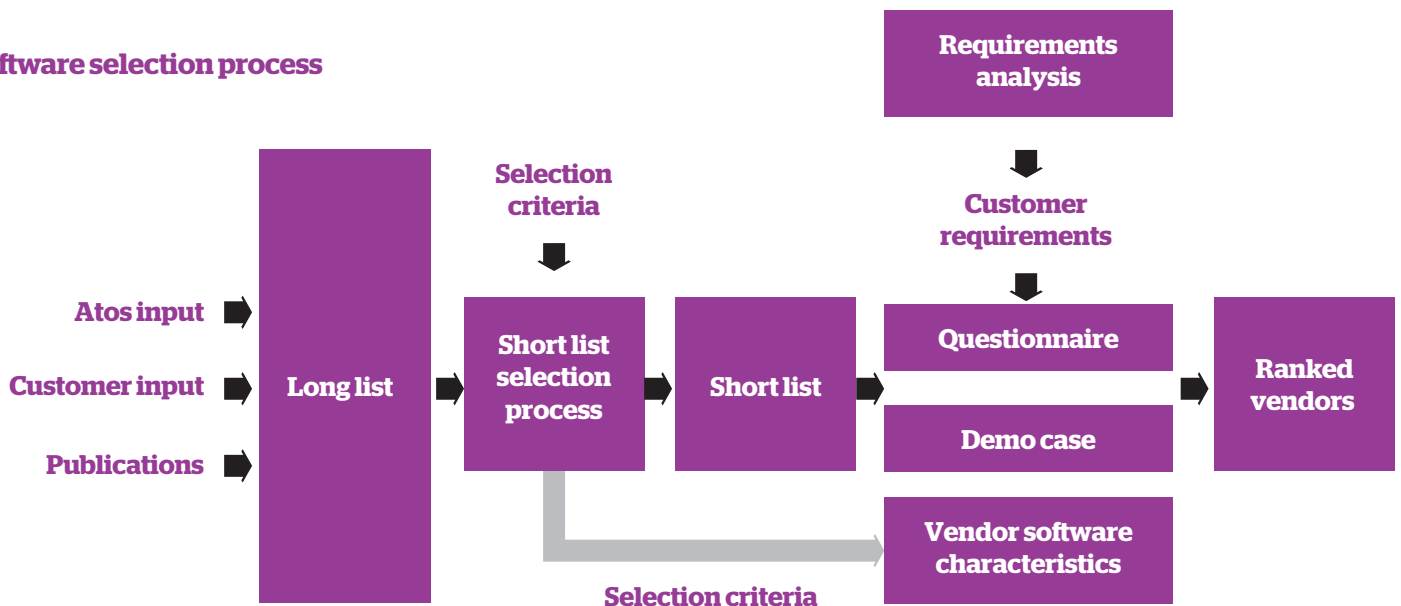 ftware selection process
Requirements
analysis
Selection
criteria
Customer
requirements
Atos input
Customer input
Publications
Long list
Short list
selection
process
Short list
Questionnaire
Demo case
Ranked
vendors
Vendor software
characteristics
Selection criteria